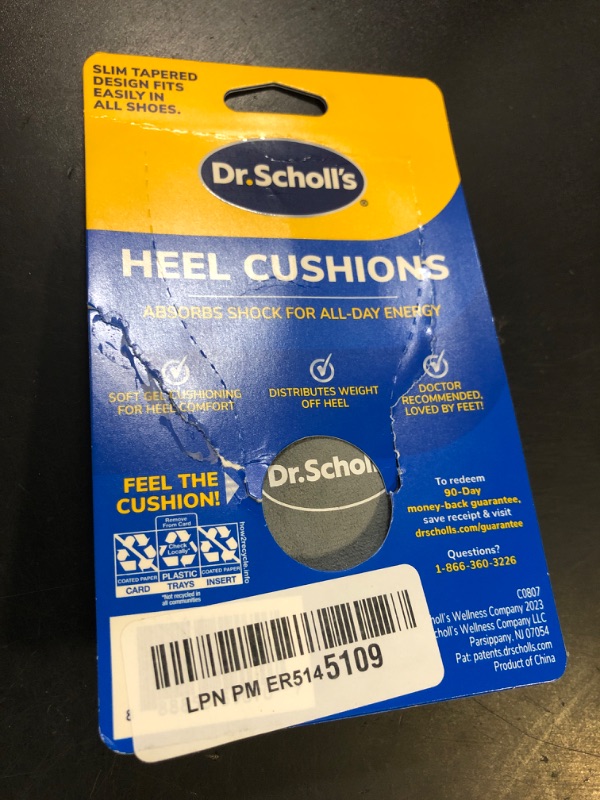 SLIM TAPERED
DESIGN FITS
EASILY IN
ALL SHOES.
Dr.Scholl's®
HEEL CUSHIONS
ABSORBS SHOCK FOR ALL-DAY ENERGY
SOFT GEL CUSHIONING
FOR HEEL COMFORT
DISTRIBUTES WEIGHT
OFF HEEL
DOCTOR
RECOMMENDED,
LOVED BY FEET!
FEEL THE
CUSHION!
Dr.Scholl
Remove
From Card
Check
Locally*
COATED PAPER
CARD
PLASTIC
TRAYS
COATED PAPER
INSERT
*Not recycled in
all communities
how2recycle.info
To redeem
90-Day
money-back guarantee,
save receipt & visit
drscholls.com/guarantee
Questions?
1-866-360-3226
C0807
holl's Wellness Company 2023
choll's Wellness Company LLC
Parsippany, NJ 07054
Pat: patents.drscholls.com
Product of China
LPN PM ER5145109